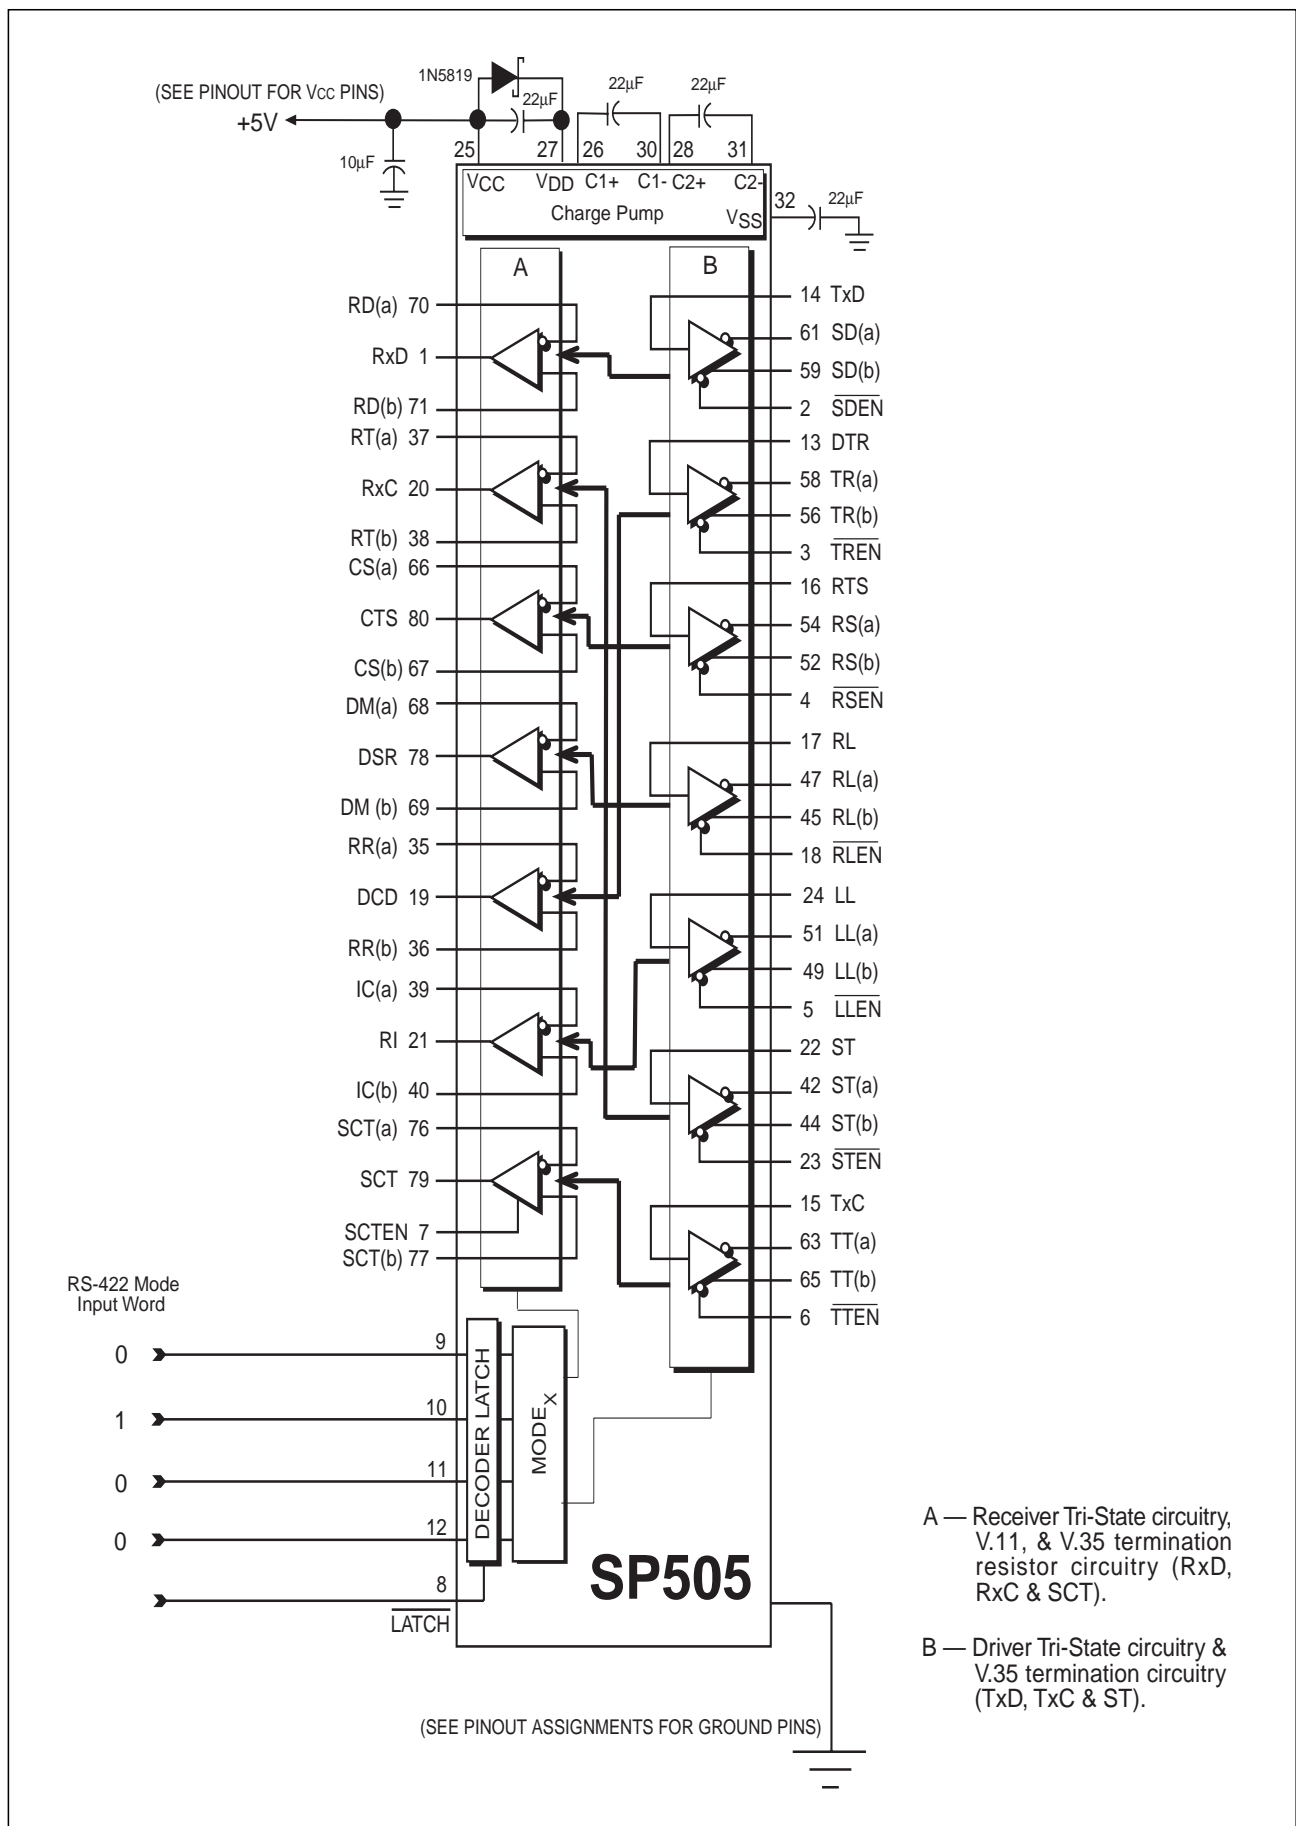 1N5819
(SEE PINOUT FOR VCC PINS)
+5V
22µF
22µF
22µF
10µF
25
27
26
30
28
31
VCC
VDD
C1+
C1-
C2+
C2-
Charge Pump
VSS
32
22µF
A
B
RD(a) 70
RxD 1
RD(b) 71
RT(a) 37
RxC 20
RT(b) 38
CS(a) 66
CTS 80
CS(b) 67
DM(a) 68
DSR 78
DM (b) 69
RR(a) 35
DCD 19
RR(b) 36
IC(a) 39
RI 21
IC(b) 40
SCT(a) 76
SCT 79
SCTEN 7
SCT(b) 77
14 TxD
61 SD(a)
59 SD(b)
2 SDEN
13 DTR
58 TR(a)
56 TR(b)
3 TREN
16 RTS
54 RS(a)
52 RS(b)
4 RSEN
17 RL
47 RL(a)
45 RL(b)
18 RLEN
24 LL
51 LL(a)
49 LL(b)
5 LLEN
22 ST
42 ST(a)
44 ST(b)
23 STEN
15 TxC
63 TT(a)
65 TT(b)
6 TTEN
RS-422 Mode
Input Word
0
9
1
10
0
11
0
12
8
LATCH
DECODER LATCH
MODEX
SP505
A — Receiver Tri-State circuitry,
V.11, & V.35 termination
resistor circuitry (RxD,
RxC & SCT).
B — Driver Tri-State circuitry &
V.35 termination circuitry
(TxD, TxC & ST).
(SEE PINOUT ASSIGNMENTS FOR GROUND PINS)